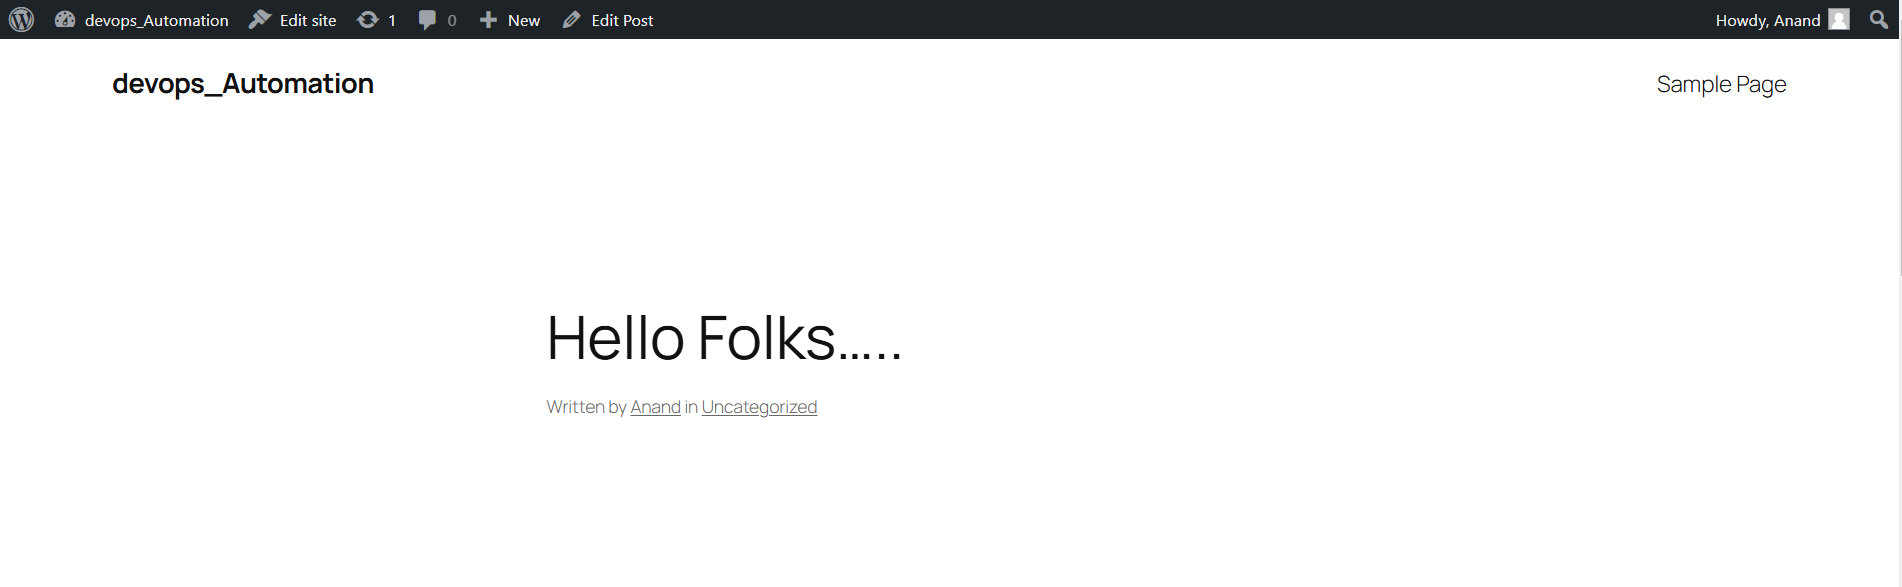 devops_Automation Edit site 1 0 New Edit Post Howdy, Anand
devops_Automation Sample Page
Hello Folks…..
Written by Anand in Uncategorized